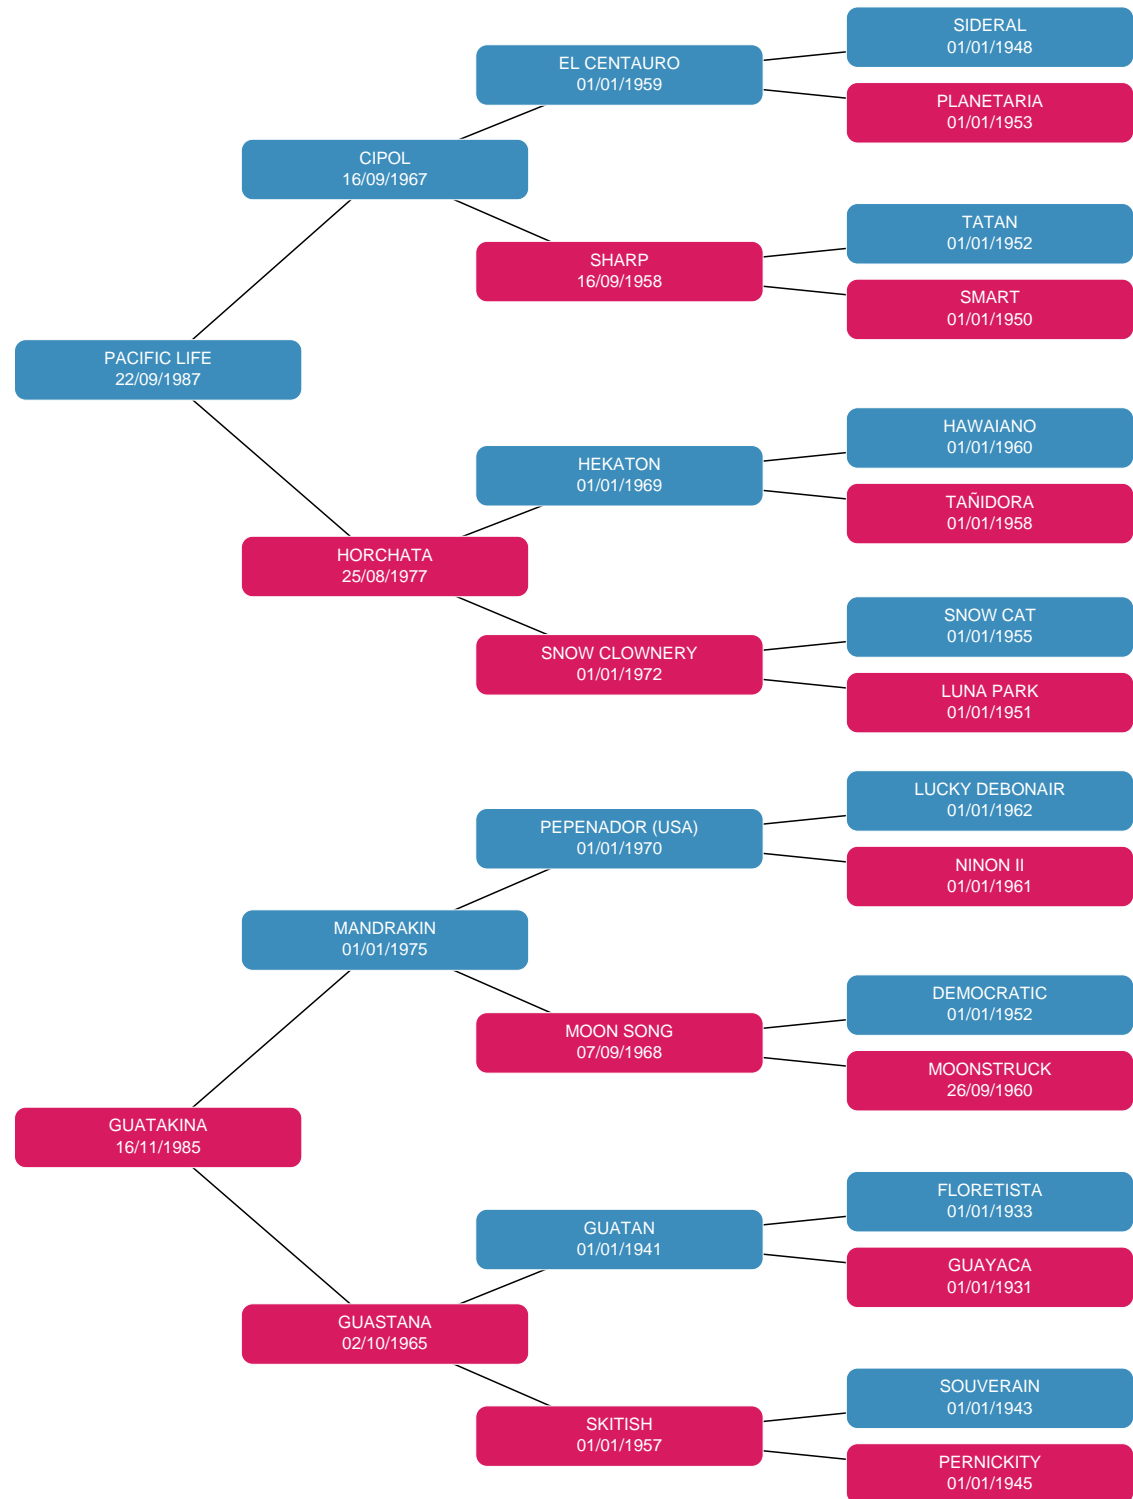 SIDERAL
01/01/1948
EL CENTAURO
01/01/1959
PLANETARIA
01/01/1953
CIPOL
16/09/1967
TATAN
01/01/1952
SHARP
16/09/1958
SMART
01/01/1950
PACIFIC LIFE
22/09/1987
HAWAIANO
01/01/1960
HEKATON
01/01/1969
TAÑIDORA
01/01/1958
HORCHATA
25/08/1977
SNOW CAT
01/01/1955
SNOW CLOWNERY
01/01/1972
LUNA PARK
01/01/1951
LUCKY DEBONAIR
01/01/1962
PEPENADOR (USA)
01/01/1970
NINON II
01/01/1961
MANDRAKIN
01/01/1975
DEMOCRATIC
01/01/1952
MOON SONG
07/09/1968
MOONSTRUCK
26/09/1960
GUATAKINA
16/11/1985
FLORETISTA
01/01/1933
GUATAN
01/01/1941
GUAYACA
01/01/1931
GUASTANA
02/10/1965
SOUVERAIN
01/01/1943
SKITISH
01/01/1957
PERNICKITY
01/01/1945